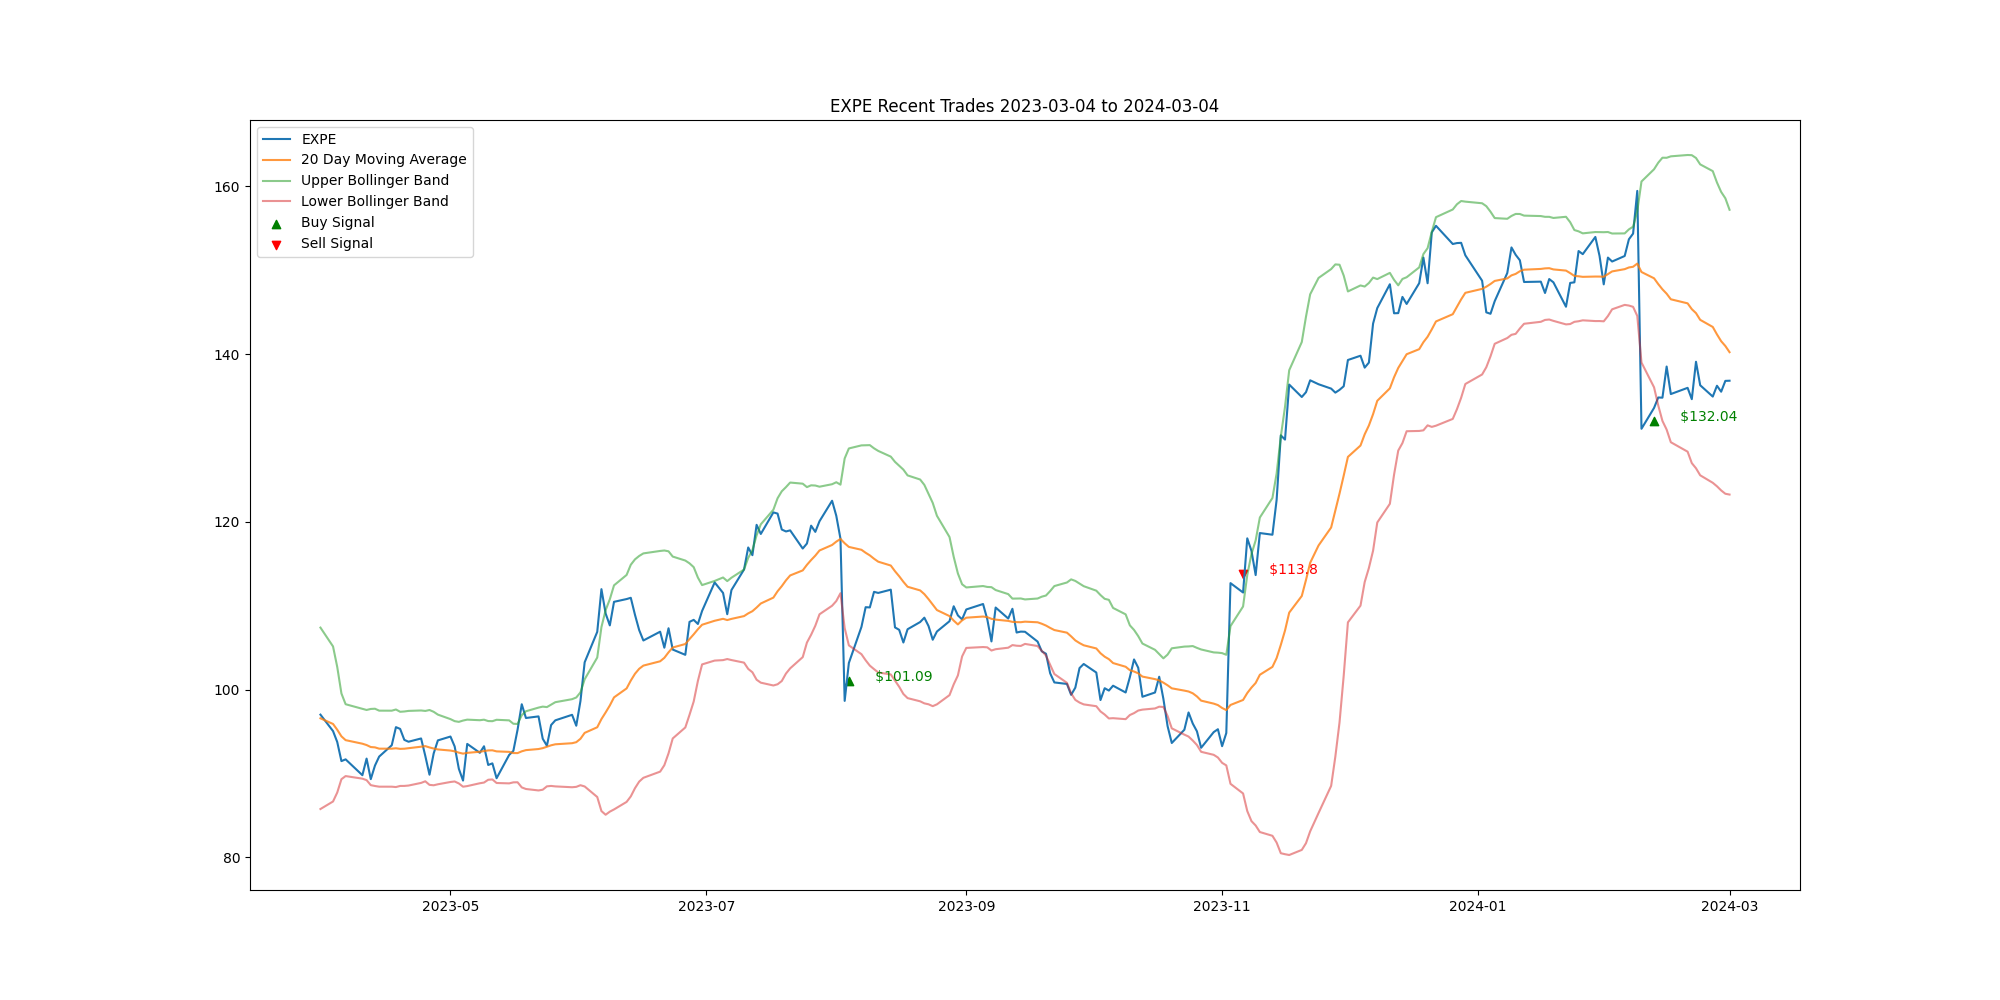 EXPE Recent Trades 2023-03-04 to 2024-03-04
EXPE
20 Day Moving Average
Upper Bollinger Band
Lower Bollinger Band
Buy Signal
Sell Signal
160
140
120
100
80
$132.04
$113.8
$101.09
2023-05
2023-07
2023-09
2023-11
2024-01
2024-03